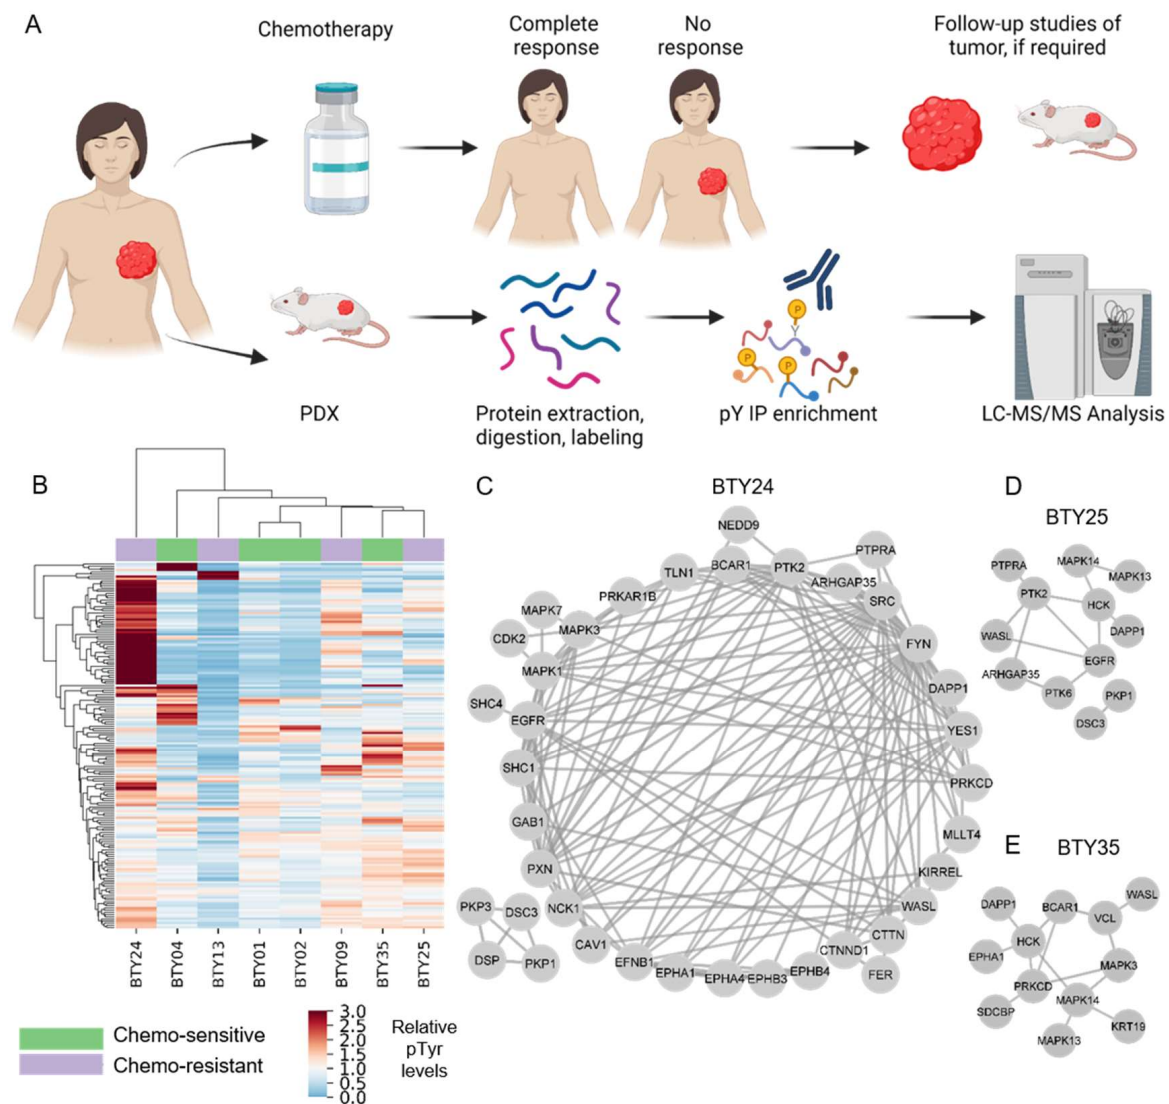 A
Chemotherapy
Complete
response
No
response
Follow-up studies of
tumor, if required
P
Y
P
P
PDX
Protein extraction,
digestion, labeling
pY IP enrichment
LC-MS/MS Analysis
B
BTY24
BTY04
BTY13
BTY01
BTY02
BTY09
BTY35
BTY25
Chemo-sensitive
Chemo-resistant
3.0
2.5
2.0
1.5
1.0
0.5
0.0
Relative
pTyr
levels
C
BTY24
NEDD9
BCAR1
PTK2
PTPRA
TLN1
ARHGAP35
PRKAR1B
SRC
MAPK7
MAPK3
FYN
CDK2
MAPK1
DAPP1
SHC4
EGFR
YES1
SHC1
PRKCD
GAB1
MLLT4
PXN
KIRREL
PKP3
DSC3
NCK1
WASL
DSP
PKP1
CAV1
CTTN
EFNB1
CTNND1
EPHA1
EPHA4
EPHB3
EPHB4
FER
D
BTY25
MAPK14
PTPRA
MAPK13
PTK2
HCK
DAPP1
WASL
EGFR
ARHGAP35
PTK6
PKP1
DSC3
E
BTY35
WASL
DAPP1
BCAR1
VCL
HCK
EPHA1
MAPK3
PRKCD
MAPK14
SDCBP
KRT19
MAPK13